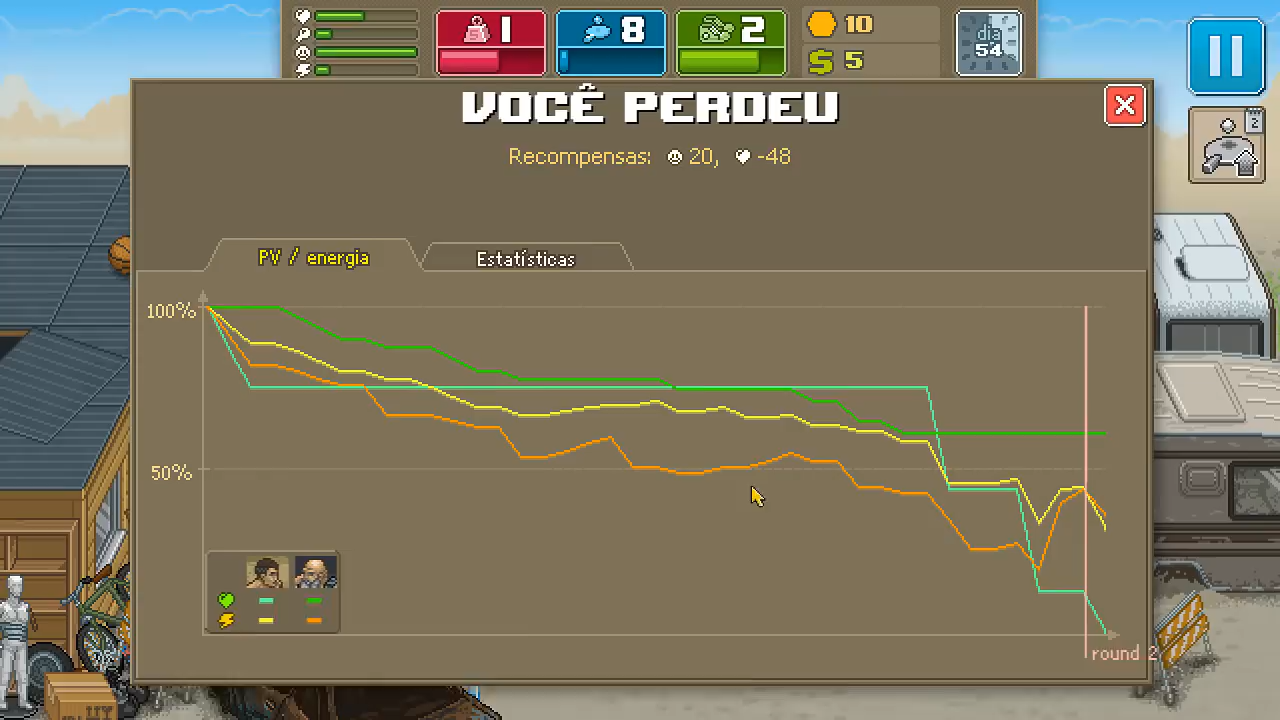 1
8
2
10
5
dia
54
2
VOCÊ PERDEU
Recompensas: 20, -48
PV / energia
Estatísticas
100%
50%
round 2